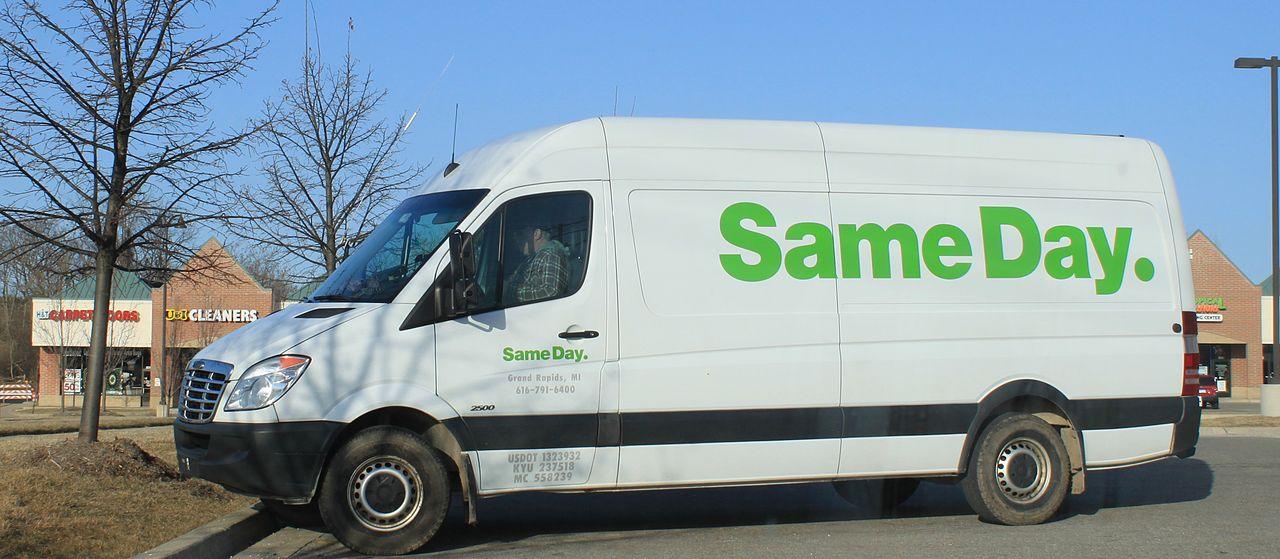 Same Day.
Same Day.
Grand Rapids, MI
616-791-6400
2500
USDOT 1323932
KYU 237518
MC 558239
CLEANERS